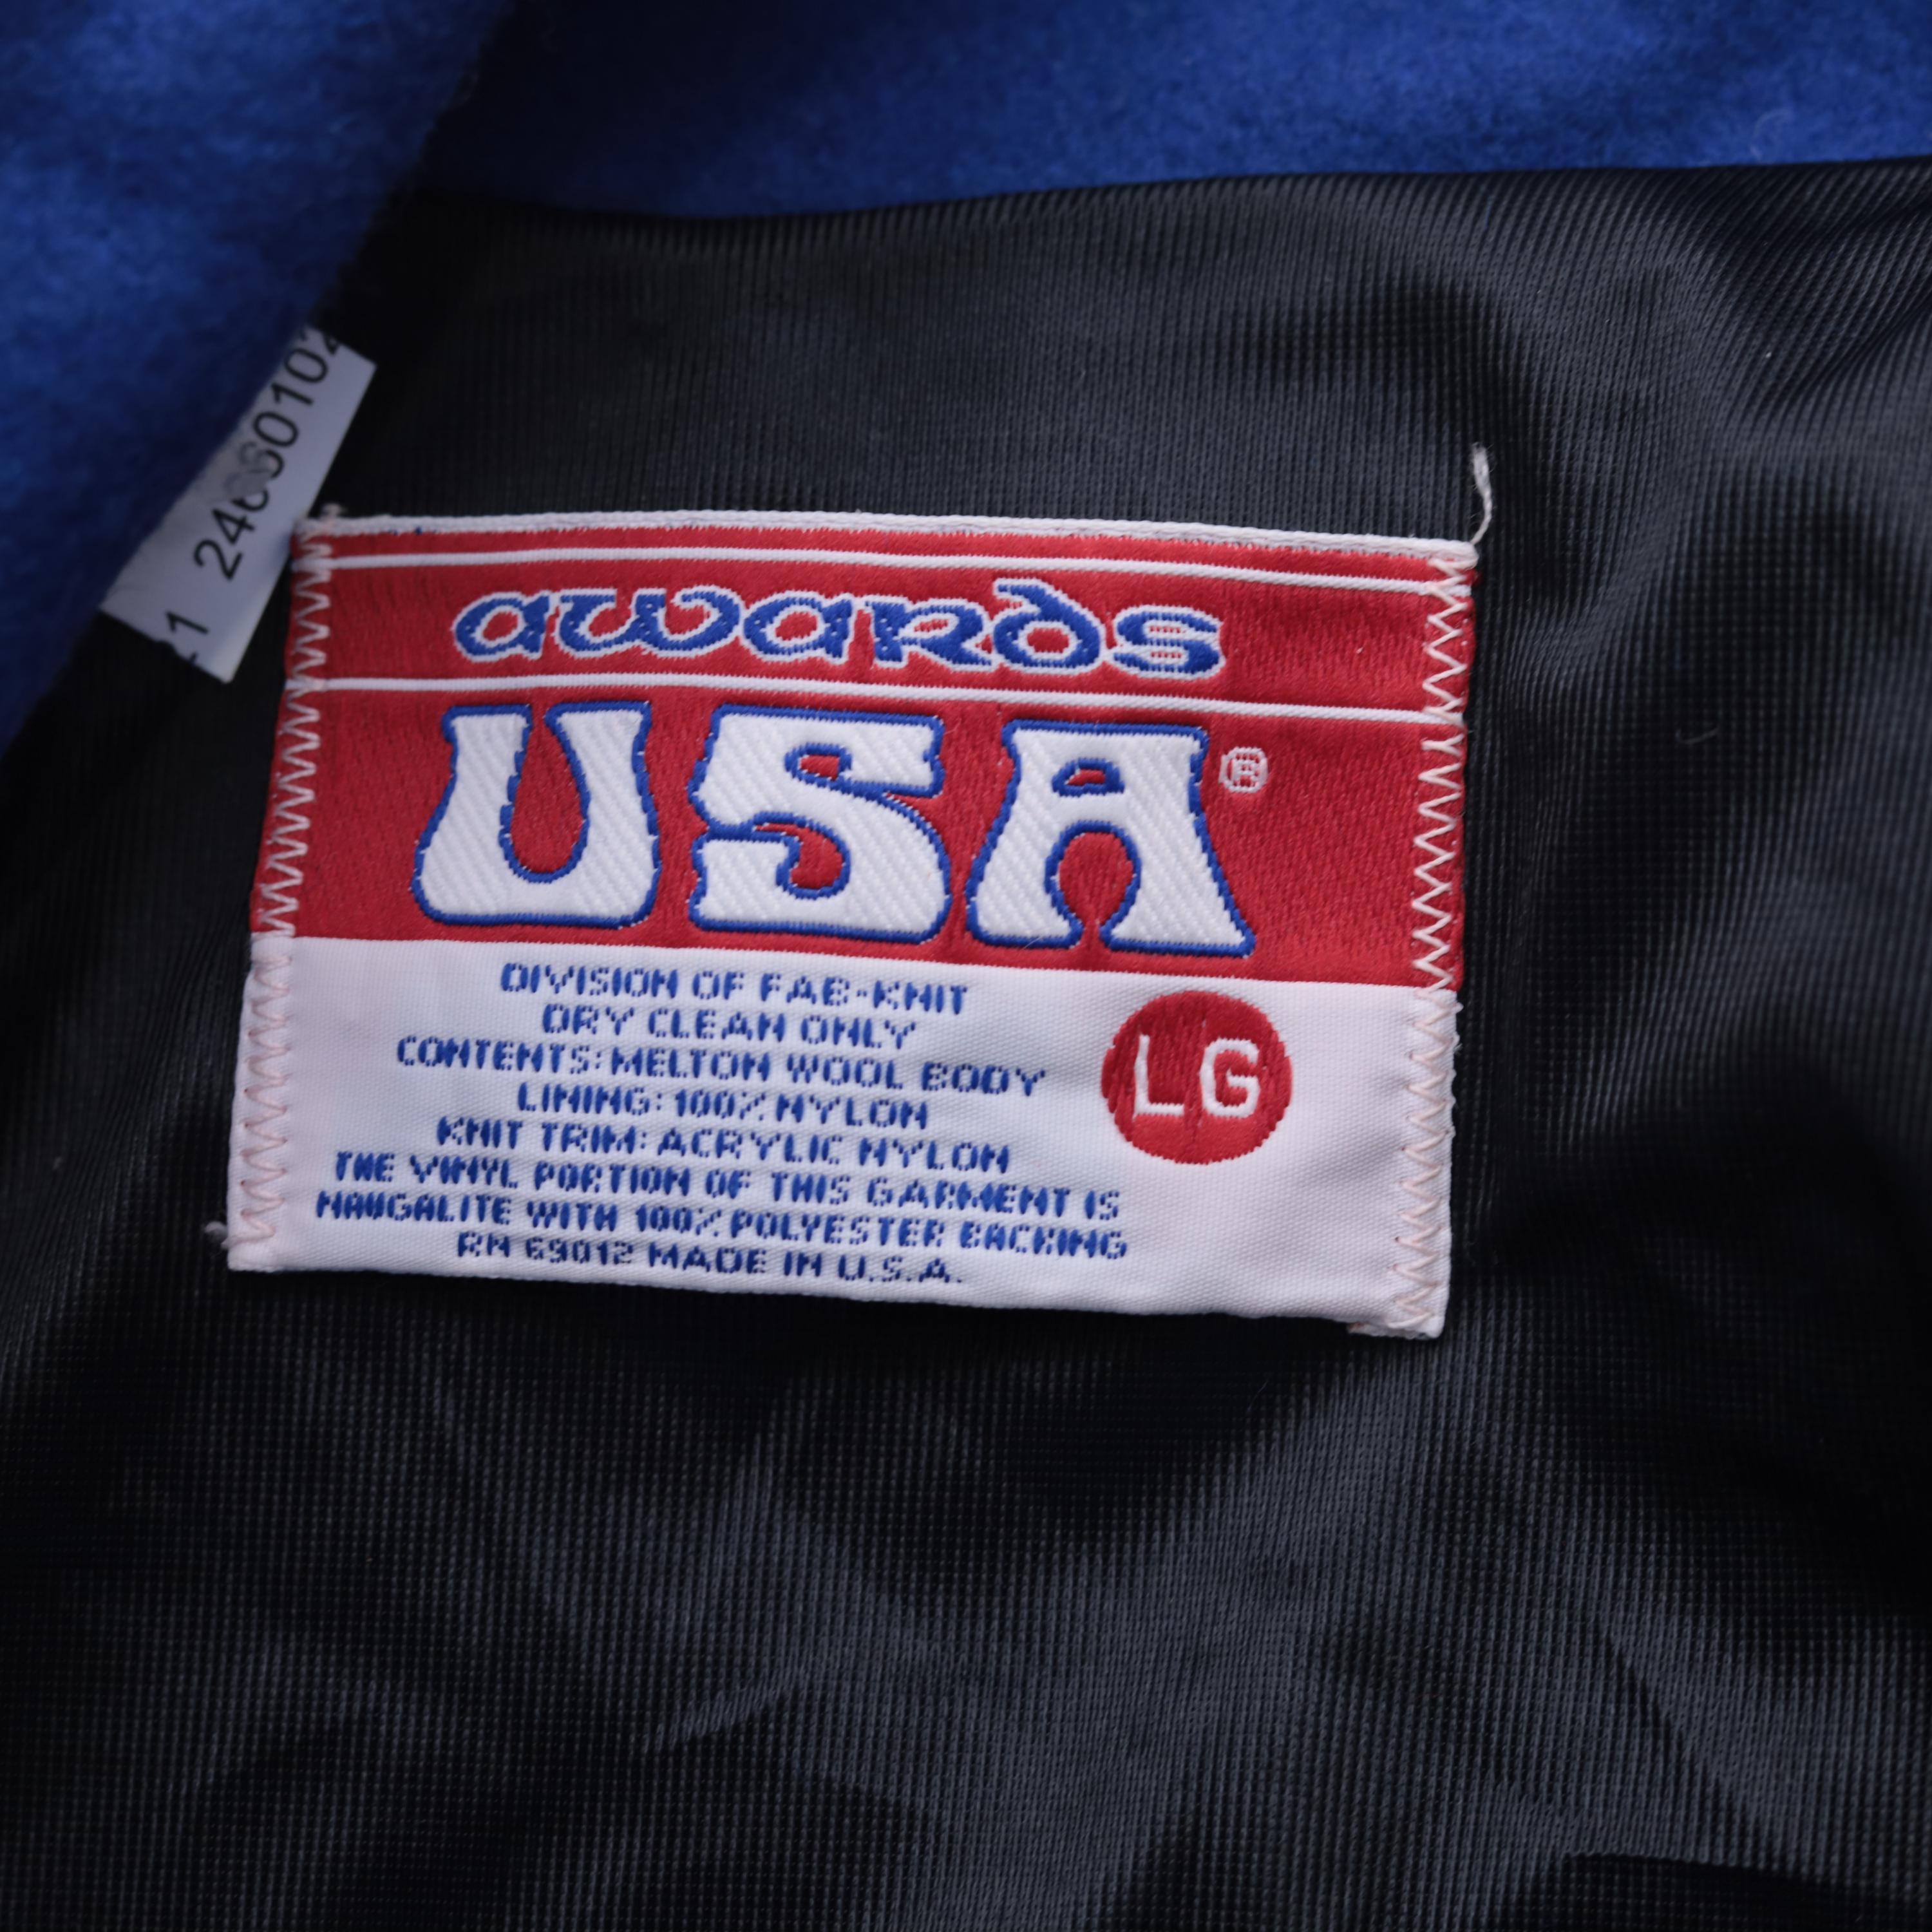 awards
USA®
DIVISION OF FAB-KNIT
DRY CLEAN ONLY
CONTENTS: MELTON WOOL BODY
LINING: 100% NYLON
KNIT TRIM: ACRYLIC NYLON
THE VINYL PORTION OF THIS GARMENT IS
NAUGALITE WITH 100% POLYESTER BACKING
RN 69012 MADE IN U.S.A.
LG